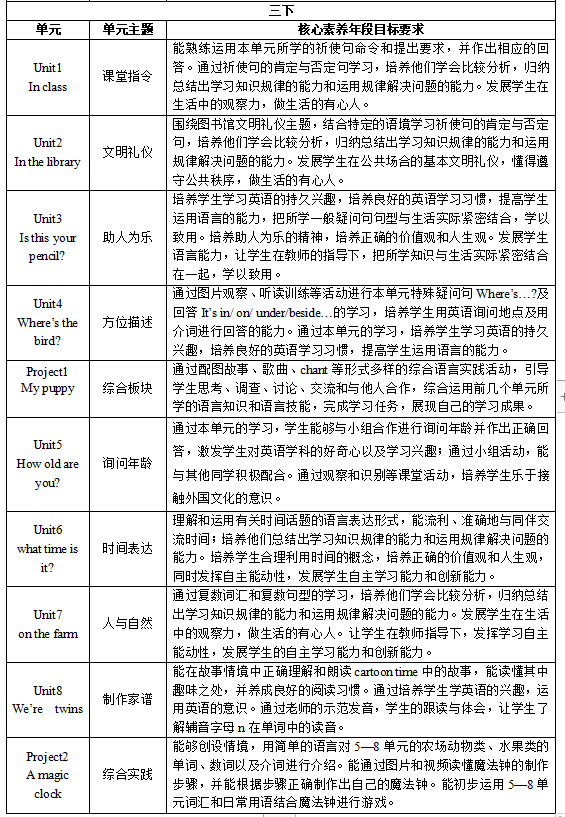 三下
单元 单元主题 核心素养年段目标要求
Unit1
In class
课堂指令
能熟练运用本单元所学的祈使句命令和提出要求，并作出相应的回
答。通过祈使句的肯定与否定句学习，培养他们学会比较分析，归纳
总结出学习知识规律的能力和运用规律解决问题的能力。发展学生在
生活中的观察力，做生活的有心人。
Unit2
In the library
文明礼仪
围绕图书馆文明礼仪主题，结合特定的语境学习祈使句的肯定与否定
句，培养他们学会比较分析，归纳总结出学习知识规律的能力和运用
规律解决问题的能力。发展学生在公共场合的基本文明礼仪，懂得遵
守公共秩序，做生活的有心人。
Unit3
Is this your
pencil?
助人为乐
培养学生学习英语的持久兴趣，培养良好的英语学习习惯，提高学生
运用语言的能力，把所学一般疑问句句型与生活实际紧密结合，学以
致用。培养助人为乐的精神，培养正确的价值观和人生观。发展学生
语言能力，让学生在教师的指导下，把所学知识与生活实际紧密结合
在一起，学以致用。
Unit4
Where’s the
bird?
方位描述
通过图片观察、听读训练等活动进行本单元特殊疑问句 Where’s…?及
回答 It’s in/ on/ under/beside…的学习，培养学生用英语询问地点及用
介词进行回答的能力。通过本单元的学习，培养学生学习英语的持久
兴趣，培养良好的英语学习习惯，提高学生运用语言的能力。
Project1
My puppy
综合板块
通过配图故事、歌曲、chant 等形式多样的综合语言实践活动，引导
学生思考、调查、讨论、交流和与他人合作，综合运用前几个单元所
学的语言知识和语言技能，完成学习任务，展现自己的学习成果。
Unit5
How old are
you?
询问年龄
通过本单元的学习，学生能够与小组合作进行询问年龄并作出正确回
答，激发学生对英语学科的好奇心以及学习兴趣；通过小组活动，能
与其他同学积极配合。通过观察和识别等课堂活动，培养学生乐于接
触外国文化的意识。
Unit6
what time is
it?
时间表达
理解和运用有关时间话题的语言表达形式，能流利、准确地与同伴交
流时间；培养他们总结出学习知识规律的能力和运用规律解决问题的
能力。培养学生合理利用时间的概念，培养正确的价值观和人生观，
同时发挥自主能动性，发展学生自主学习能力和创新能力。
Unit7
on the farm
人与自然
通过复数词汇和复数句型的学习，培养他们学会比较分析，归纳总结
出学习知识规律的能力和运用规律解决问题的能力。发展学生在生活
中的观察力，做生活的有心人。让学生在教师指导下，发挥学习自主
能动性，发展学生的自主学习能力和创新能力。
Unit8
We’re twins
制作家谱
能在故事情境中正确理解和朗读 cartoon time 中的故事，能读懂其中
趣味之处，并养成良好的阅读习惯。通过培养学生学英语的兴趣，运
用英语的意识。通过老师的示范发音，学生的跟读与体会，让学生了
解辅音字母 n 在单词中的读音。
Project2
A magic
clock
综合实践
能够创设情境，用简单的语言对 5—8 单元的农场动物类、水果类的
单词、数词以及介词进行介绍。能通过图片和视频读懂魔法钟的制作
步骤，并能根据步骤正确制作出自己的魔法钟。能初步运用 5—8 单
元词汇和日常用语结合魔法钟进行游戏。